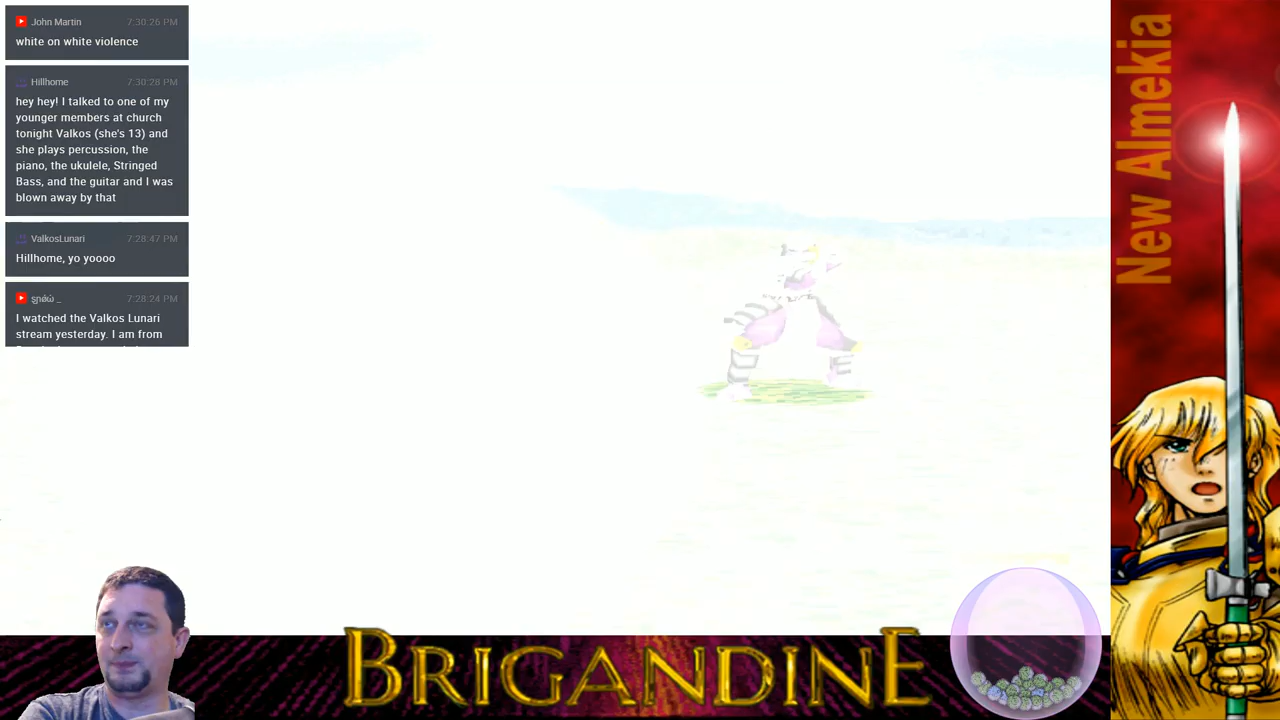 John Martin 7:30:26 PM
white on white violence
Hillhome 7:30:28 PM
hey hey! I talked to one of my
younger members at church
tonight Valkos (she's 13) and
she plays percussion, the
piano, the ukulele, Stringed
Bass, and the guitar and I was
blown away by that
ValkosLunari 7:28:47 PM
Hillhome, yo yoooo
7:28:24 PM
I watched the Valkos Lunari
stream yesterday. I am from
New Almekia
BRIGANDINE